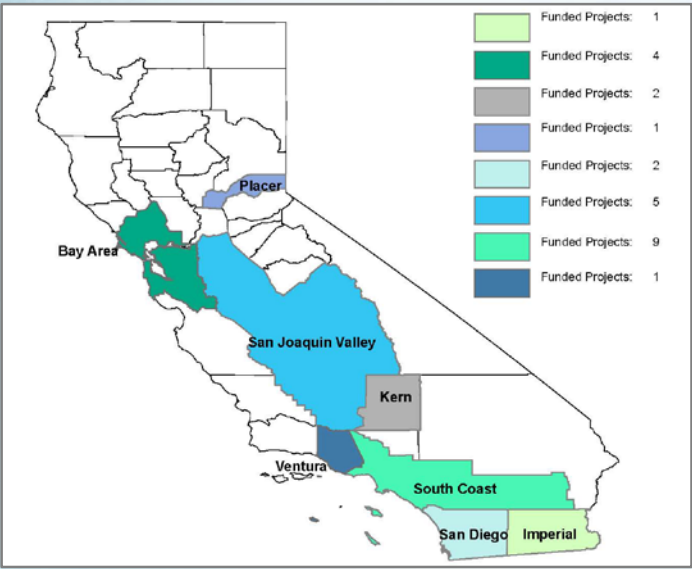 Funded Projects: 1
Funded Projects: 4
Funded Projects: 2
Funded Projects: 1
Funded Projects: 2
Funded Projects: 5
Funded Projects: 9
Funded Projects: 1
Placer
Bay Area
San Joaquin Valley
Kern
Ventura
South Coast
San Diego
Imperial